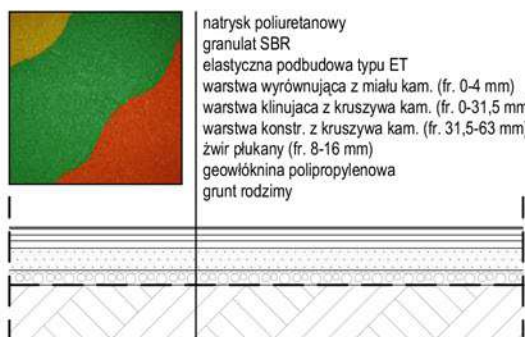 natrysk poliuretanowy
granulat SBR
elastyczna podbudowa typu ET
warstwa wyrównująca z miału kam. (fr. 0-4 mm)
warstwa klinujaca z kruszywa kam. (fr. 0-31,5 mm
warstwa konstr. z kruszywa kam. (fr. 31,5-63 mm)
żwir płukany (fr. 8-16 mm)
geowłóknina polipropylenowa
grunt rodzimy